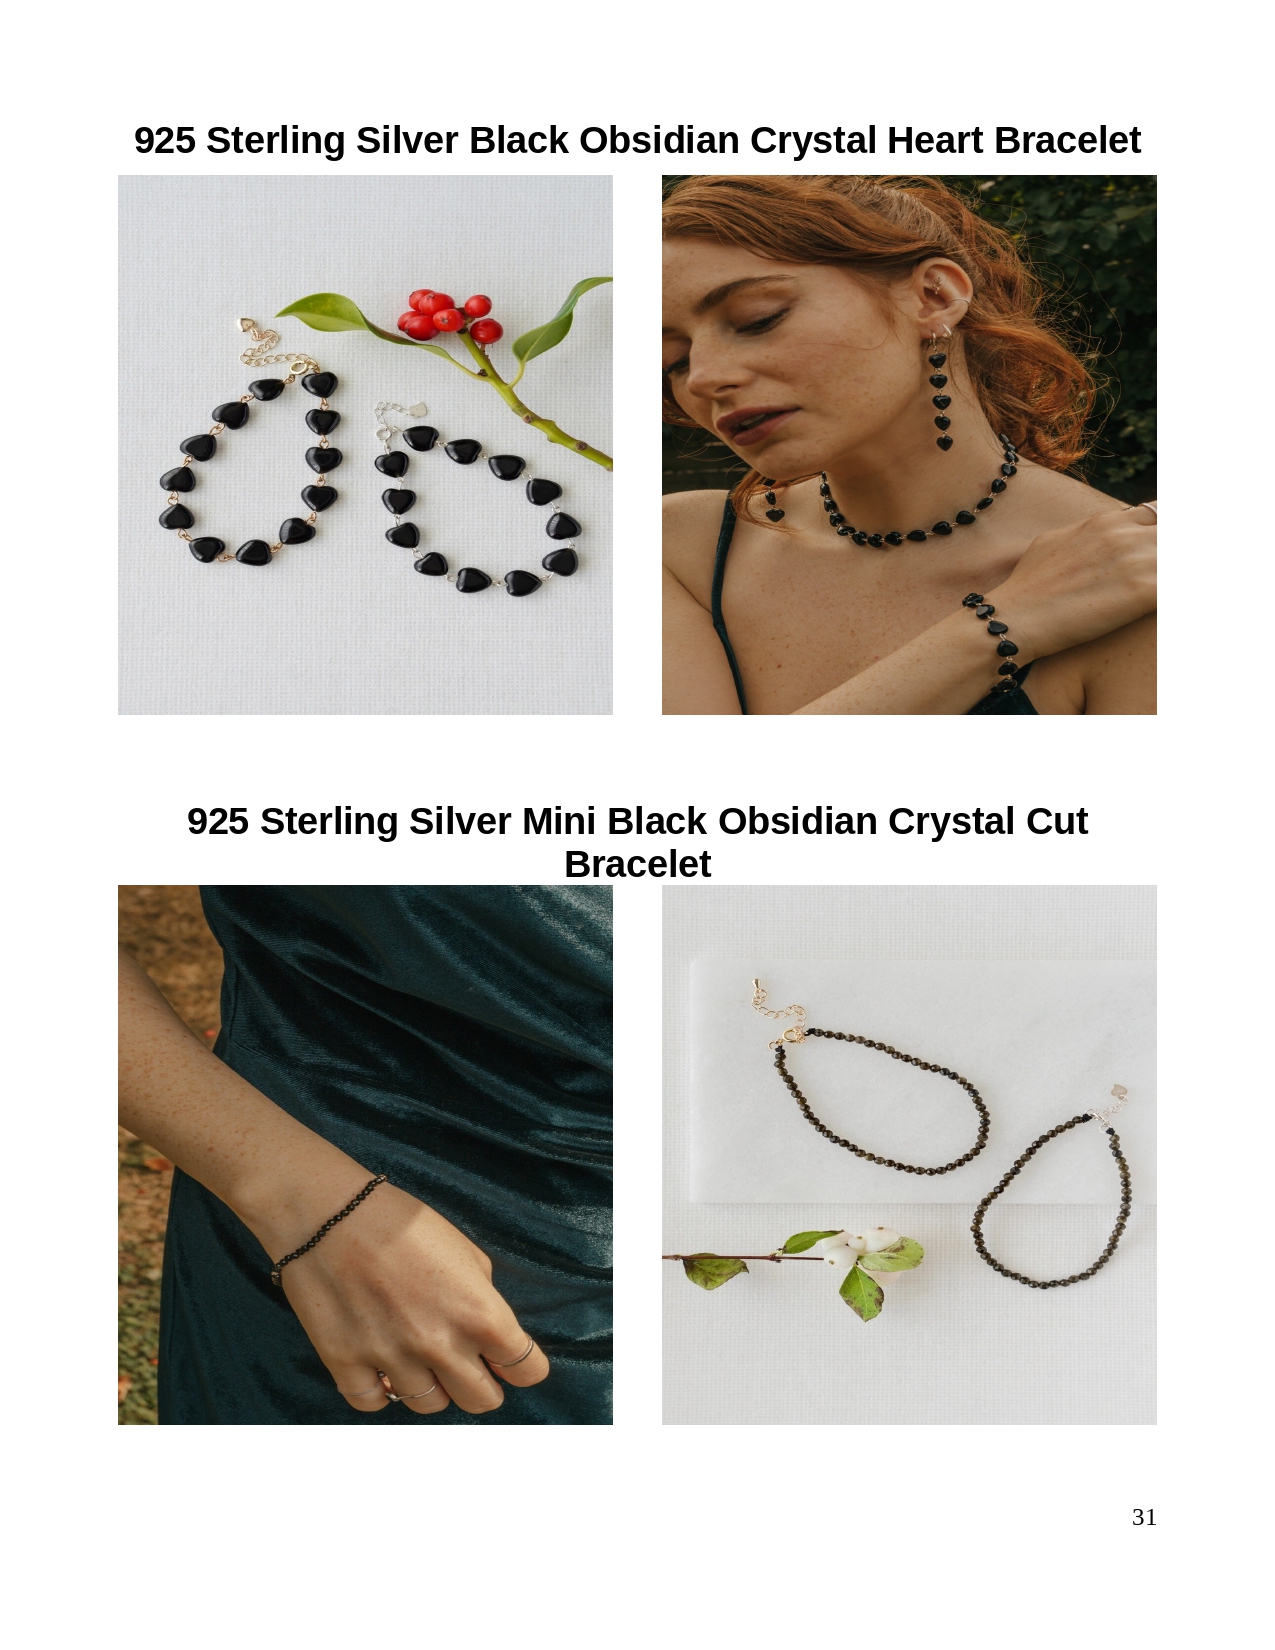 925 Sterling Silver Black Obsidian Crystal Heart Bracelet
925 Sterling Silver Mini Black Obsidian Crystal Cut
Bracelet
31